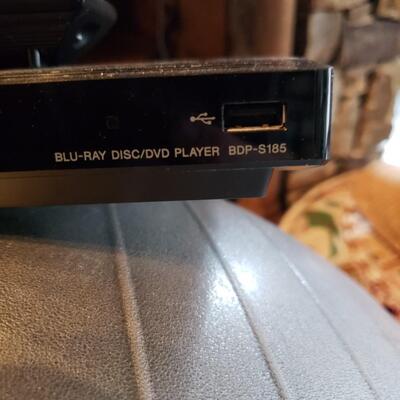 BLU-RAY DISC/DVD PLAYER BDP-S185